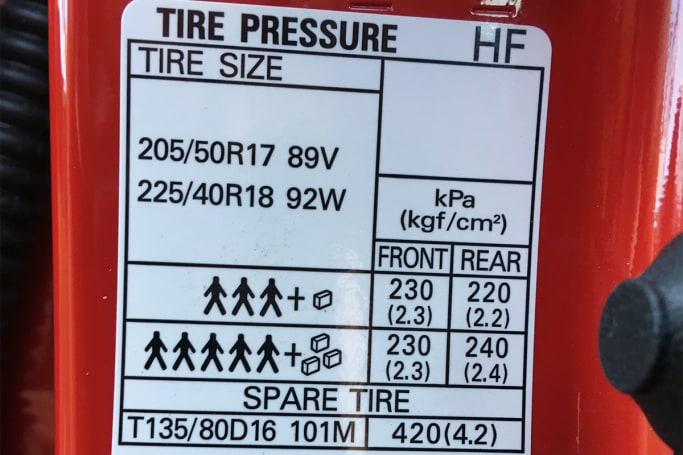 TIRE PRESSURE HF
TIRE SIZE
205/50R17 89V
225/40R18 92W
kPa
(kgf/cm²)
FRONT REAR
+ 230 220
(2.3) (2.2)
+ 230 240
(2.3) (2.4)
SPARE TIRE
T135/80D16 101M 420(4.2)